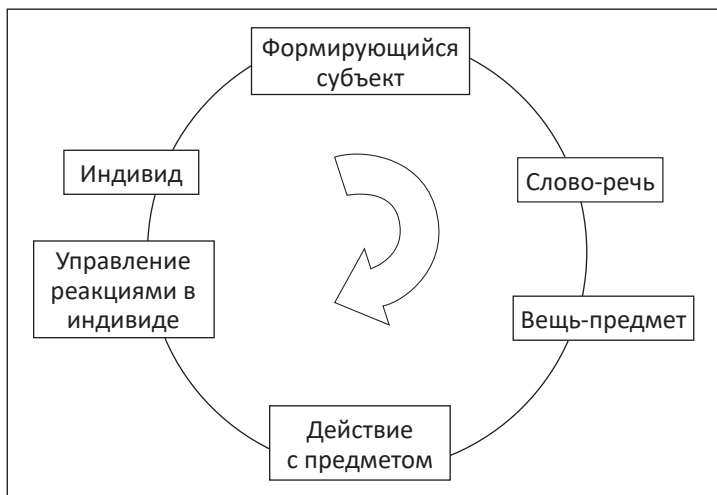 Формирующийся
субъект
Индивид
Слово-речь
Управление
реакциями в
индивиде
Вещь-предмет
Действие
с предметом